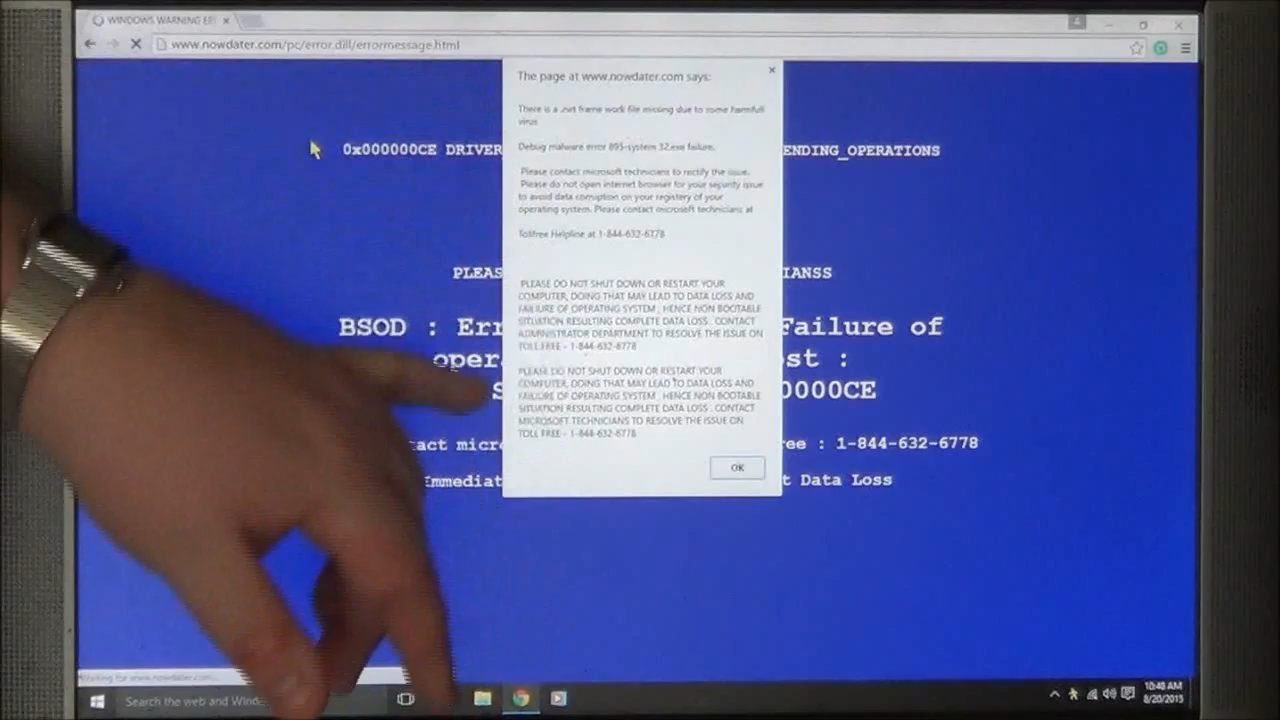 WINDOWS WARNING ER
www.nowdater.com/pc/error.dill/errormessage.html
The page at www.nowdater.com says:
There is a .net frame work file missing due to some harmfull
virus
Debug malware error 895-system 32.exe failure.
Please contact microsoft technicians to rectify the issue.
Please do not open internet browser for your security issue
to avoid data corruption on your registery of your
operating system. Please contact microsoft technicians at
Tollfree Helpline at 1-844-632-6778
PLEASE DO NOT SHUT DOWN OR RESTART YOUR
COMPUTER, DOING THAT MAY LEAD TO DATA LOSS AND
FAILIURE OF OPERATING SYSTEM , HENCE NON BOOTABLE
SITUATION RESULTING COMPLETE DATA LOSS . CONTACT
ADMINISTRATOR DEPARTMENT TO RESOLVE THE ISSUE ON
TOLL FREE - 1-844-632-6778
PLEASE DO NOT SHUT DOWN OR RESTART YOUR
COMPUTER, DOING THAT MAY LEAD TO DATA LOSS AND
FAILIURE OF OPERATING SYSTEM , HENCE NON BOOTABLE
SITUATION RESULTING COMPLETE DATA LOSS . CONTACT
MICROSOFT TECHNICIANS TO RESOLVE THE ISSUE ON
TOLL FREE - 1-844-632-6778
OK
0x000000CE DRIVER ENDING_OPERATIONS
PLEAS IANSS
BSOD : Err Failure of
opera ost :
S 0000CE
tact micro ee : 1-844-632-6778
Immediat t Data Loss
Waiting for www.nowdater.com...
Search the web and Wind
10:48 AM
8/20/2015